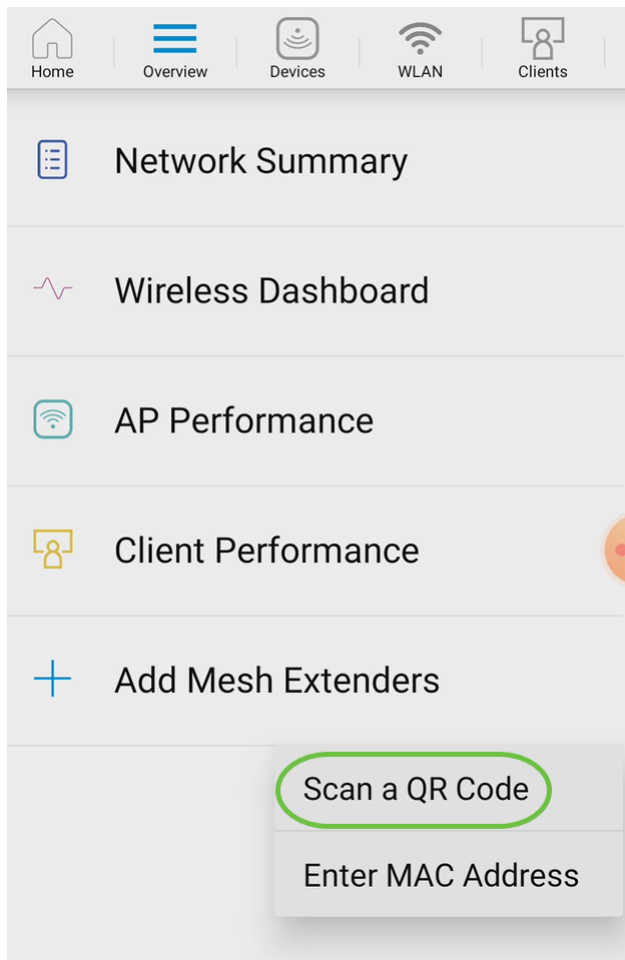 Home
Overview
Devices
WLAN
Clients
Network Summary
Wireless Dashboard
AP Performance
Client Performance
Add Mesh Extenders
Scan a QR Code
Enter MAC Address